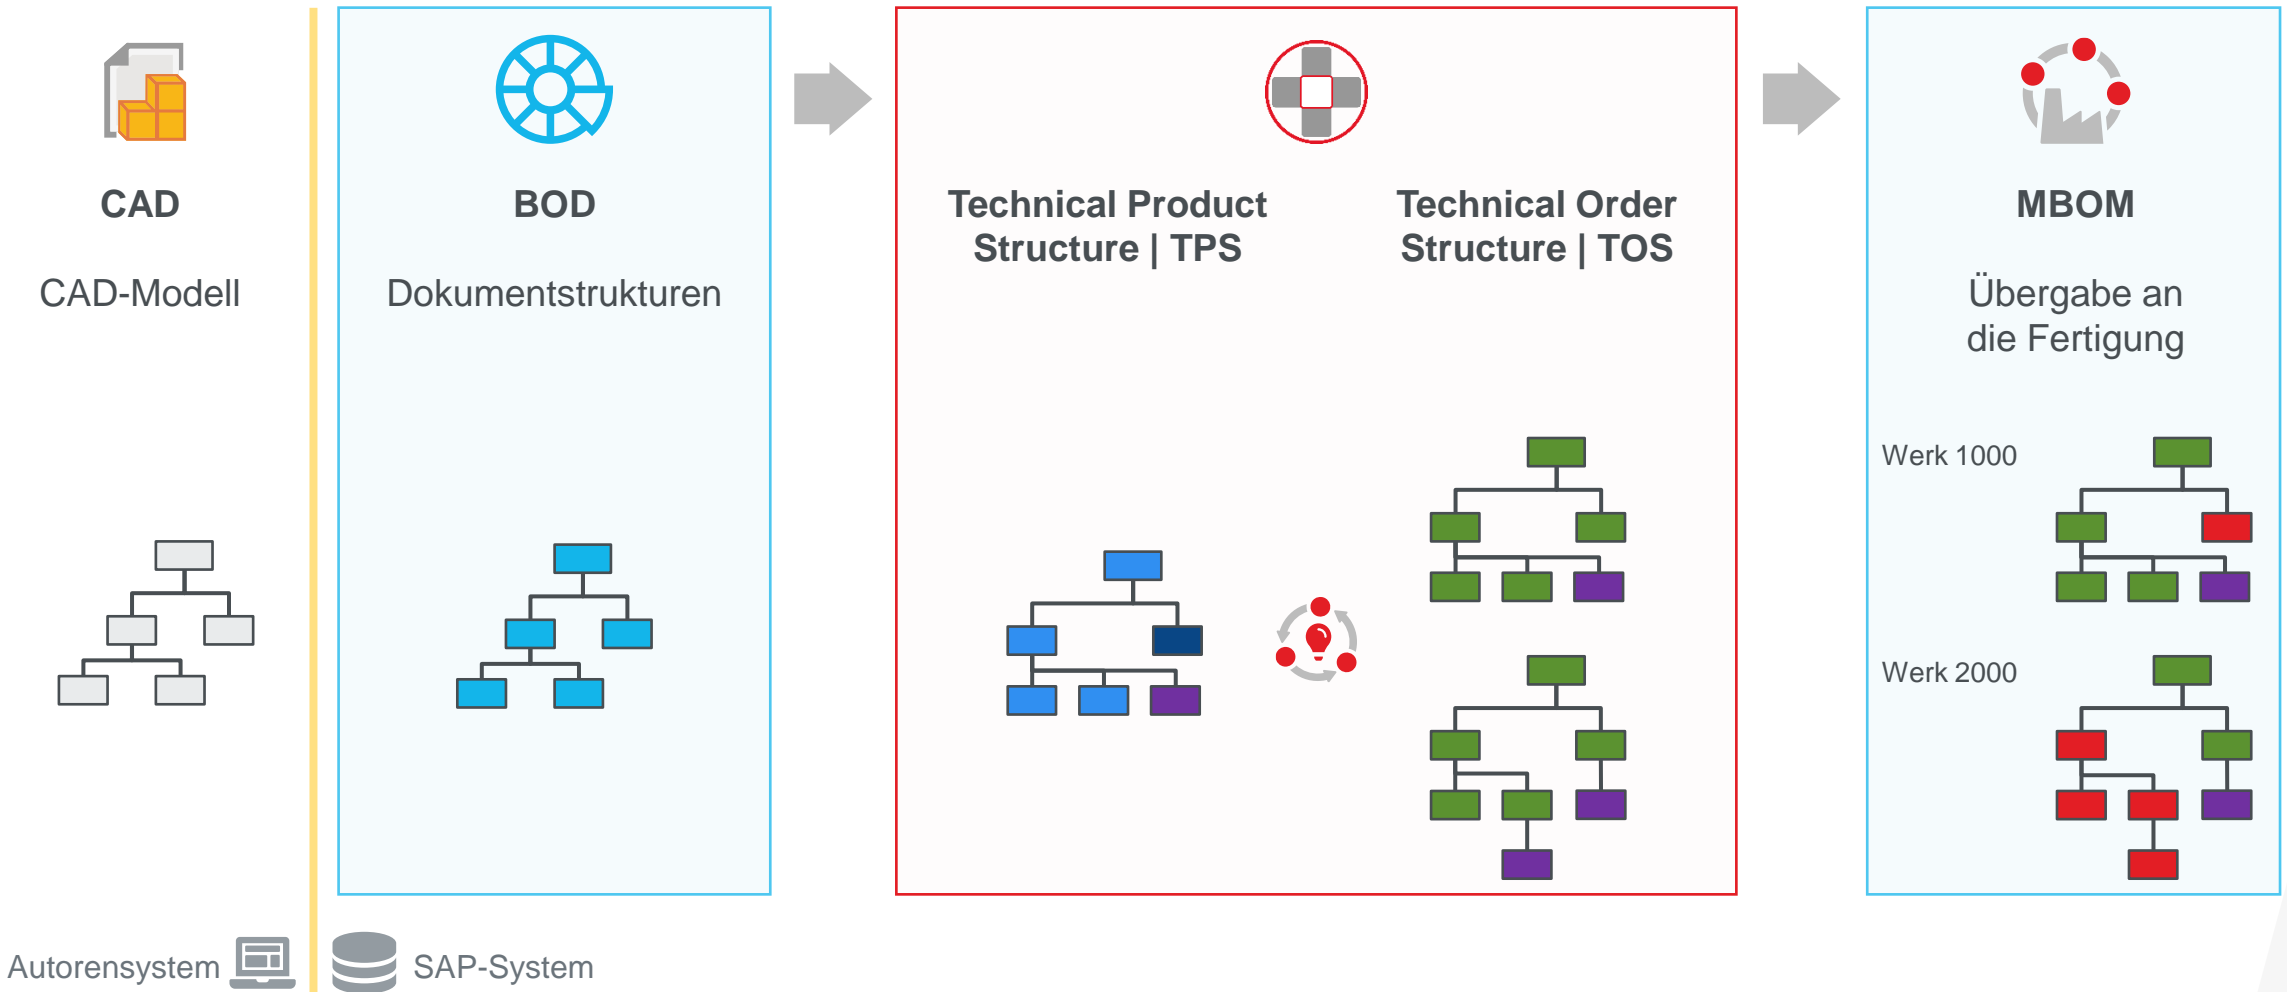 CAD
CAD-Modell
BOD
Dokumentstrukturen
Technical Product
Structure | TPS
Technical Order
Structure | TOS
MBOM
Übergabe an
die Fertigung
Werk 1000
Werk 2000
Autorensystem
SAP-System